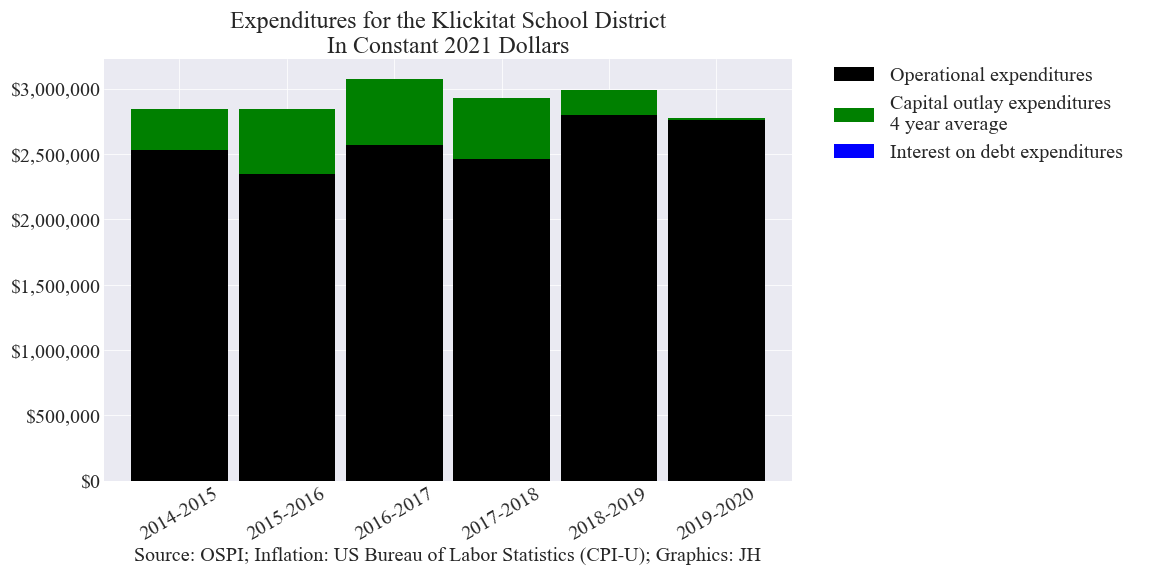 Expenditures for the Klickitat School District
In Constant 2021 Dollars
$3,000,000
$2,500,000
$2,000,000
$1,500,000
$1,000,000
$500,000
$0
2014-2015
2015-2016
2016-2017
2017-2018
2018-2019
2019-2020
Source: OSPI; Inflation: US Bureau of Labor Statistics (CPI-U); Graphics: JH
Operational expenditures
Capital outlay expenditures
4 year average
Interest on debt expenditures